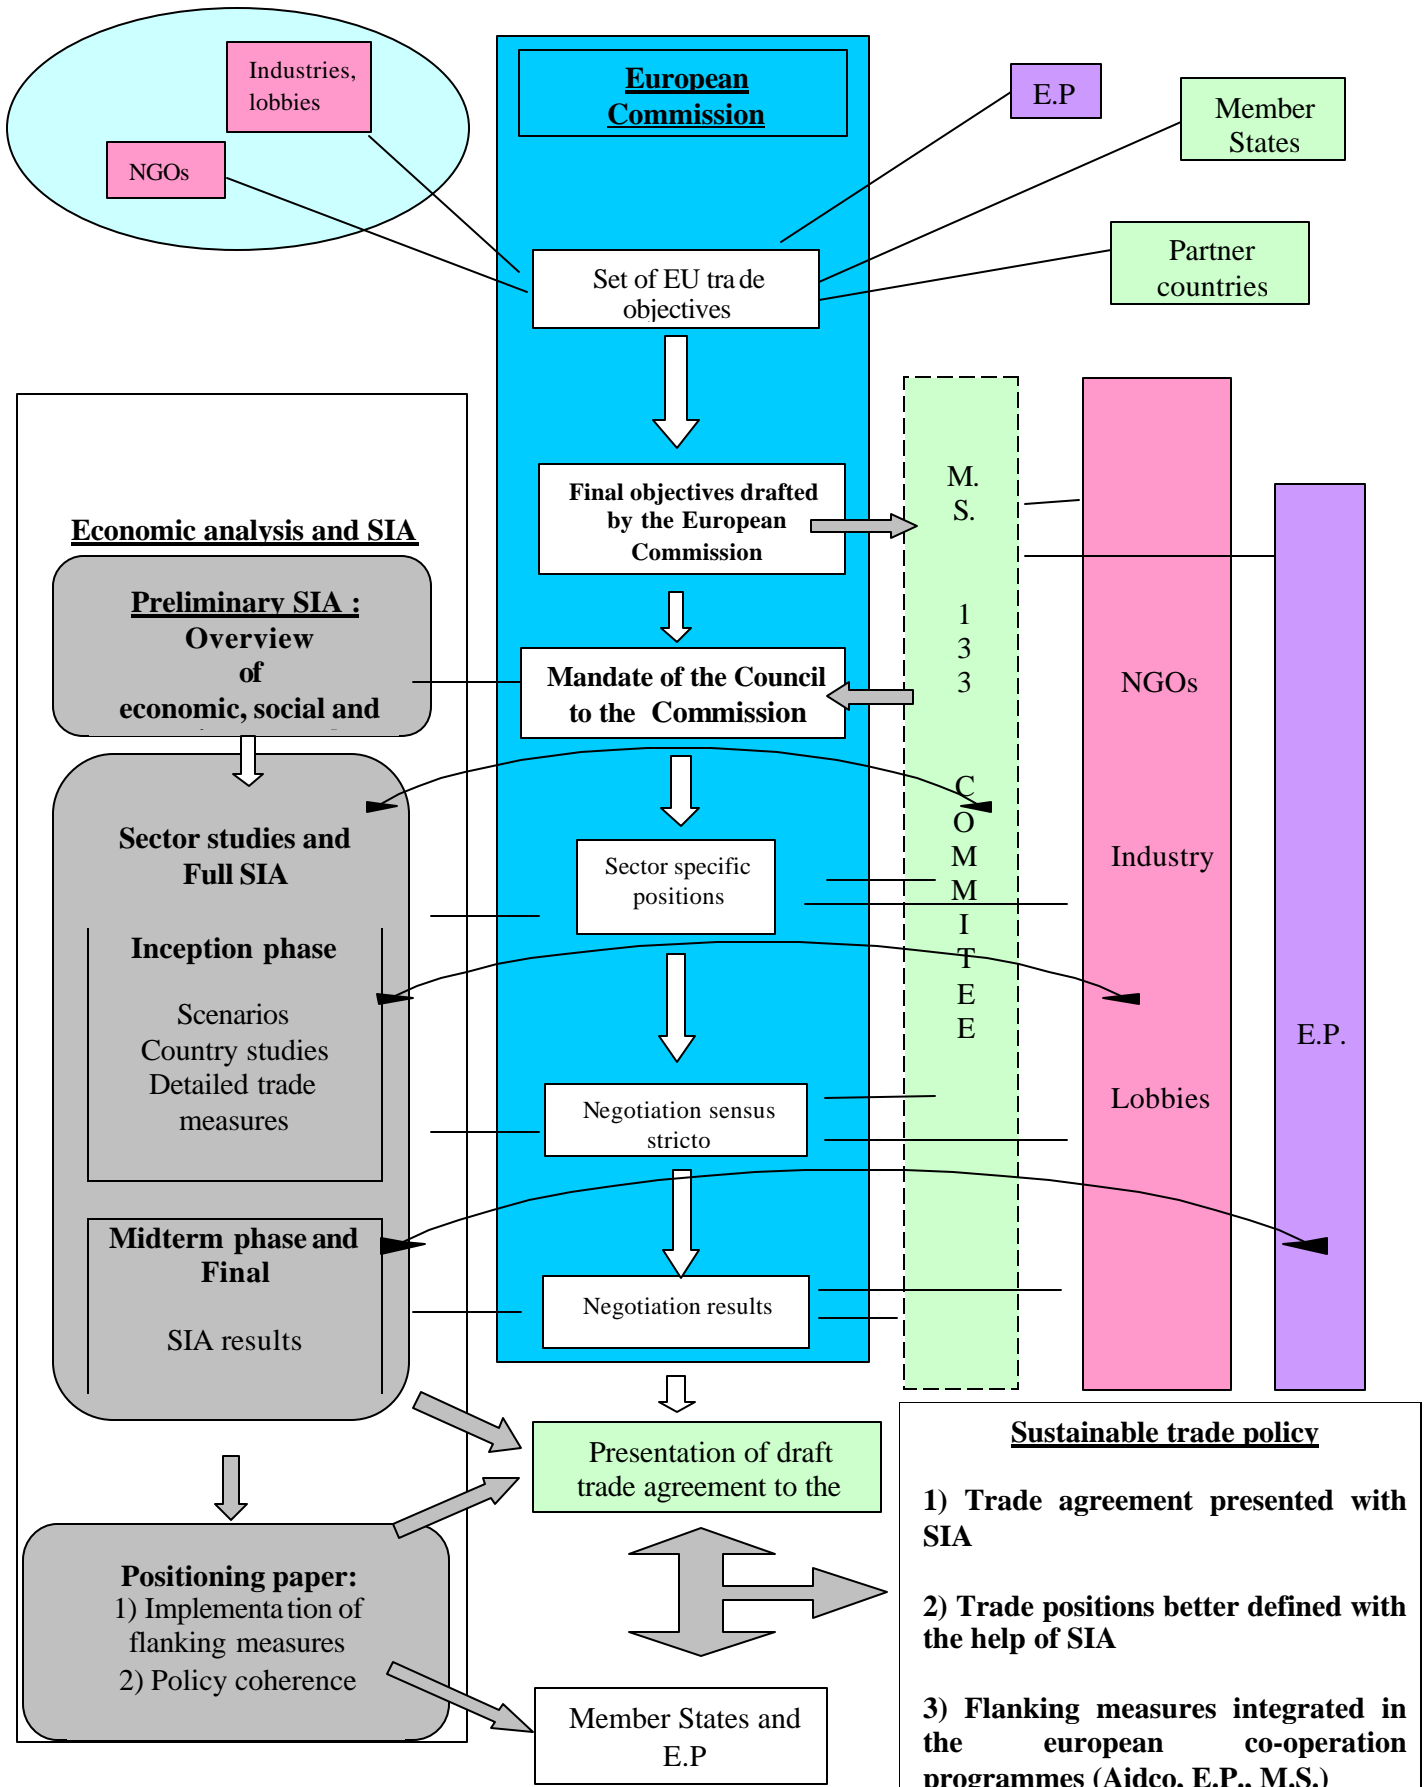 Industries,
lobbies
NGOs
European
Commission
E.P
Member
States
Partner
countries
Set of EU trade
objectives
Final objectives drafted
by the European
Commission
Mandate of the Council
to the Commission
Sector specific
positions
Negotiation sensus
stricto
Negotiation results
Economic analysis and SIA
Preliminary SIA :
Overview
of
economic, social and
Sector studies and
Full SIA
Inception phase
Scenarios
Country studies
Detailed trade
measures
Midterm phase and
Final
SIA results
Positioning paper:
1) Implementation of
flanking measures
2) Policy coherence
M.
S.
1
3
3
C
O
M
M
I
T
E
E
NGOs
Industry
Lobbies
E.P.
Presentation of draft
trade agreement to the
Member States and
E.P
Sustainable trade policy
1) Trade agreement presented with
SIA
2) Trade positions better defined with
the help of SIA
3) Flanking measures integrated in
the european co-operation
programmes (Aidco, E.P., M.S.)